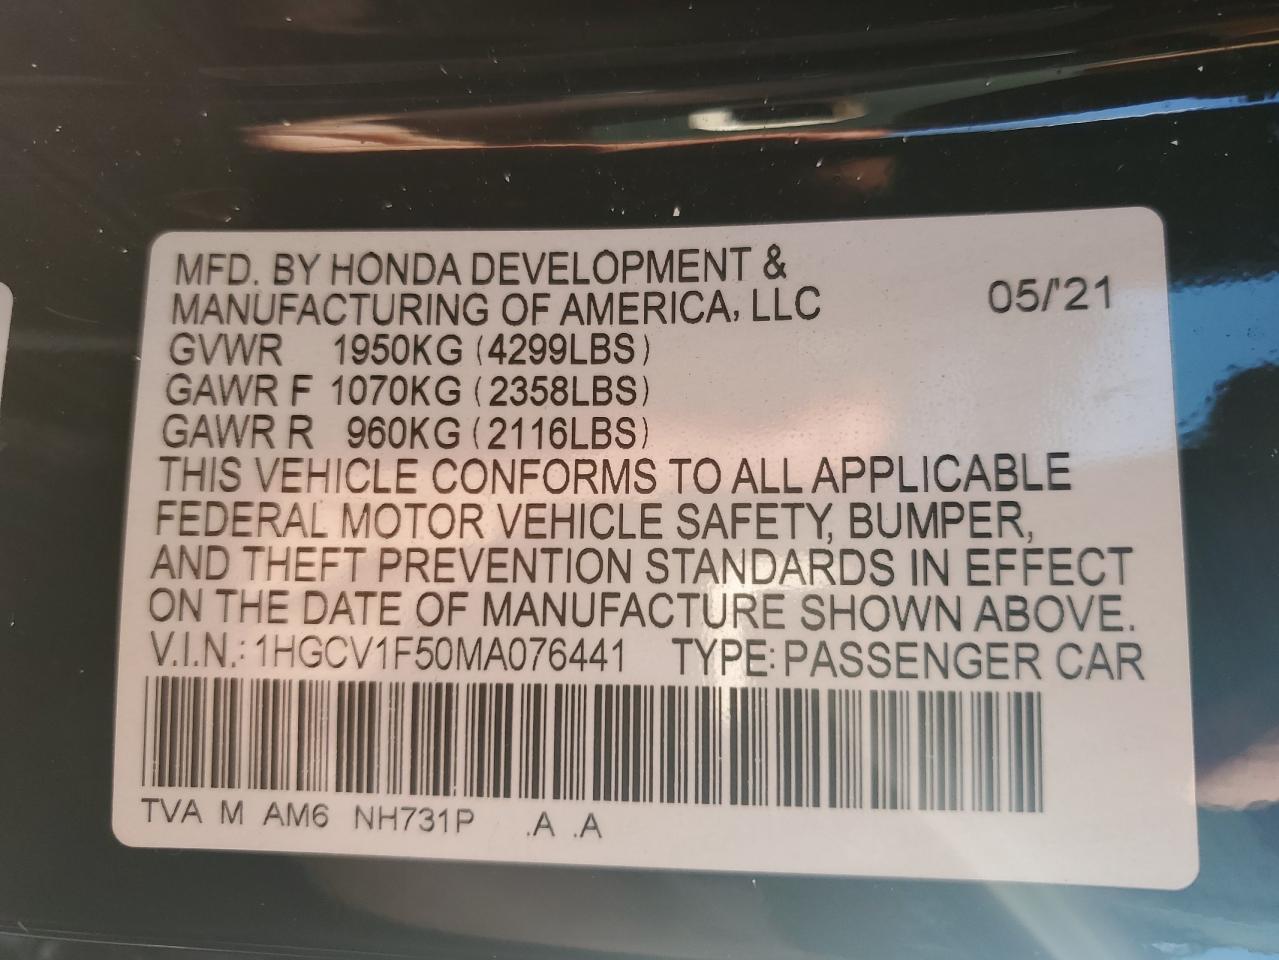 MFD. BY HONDA DEVELOPMENT &
MANUFACTURING OF AMERICA, LLC 05/'21
GVWR 1950KG (4299LBS)
GAWR F 1070KG (2358LBS)
GAWR R 960KG (2116LBS)
THIS VEHICLE CONFORMS TO ALL APPLICABLE
FEDERAL MOTOR VEHICLE SAFETY, BUMPER,
AND THEFT PREVENTION STANDARDS IN EFFECT
ON THE DATE OF MANUFACTURE SHOWN ABOVE.
V.I.N.: 1HGCV1F50MA076441 TYPE: PASSENGER CAR
TVA M AM6 NH731P .A .A